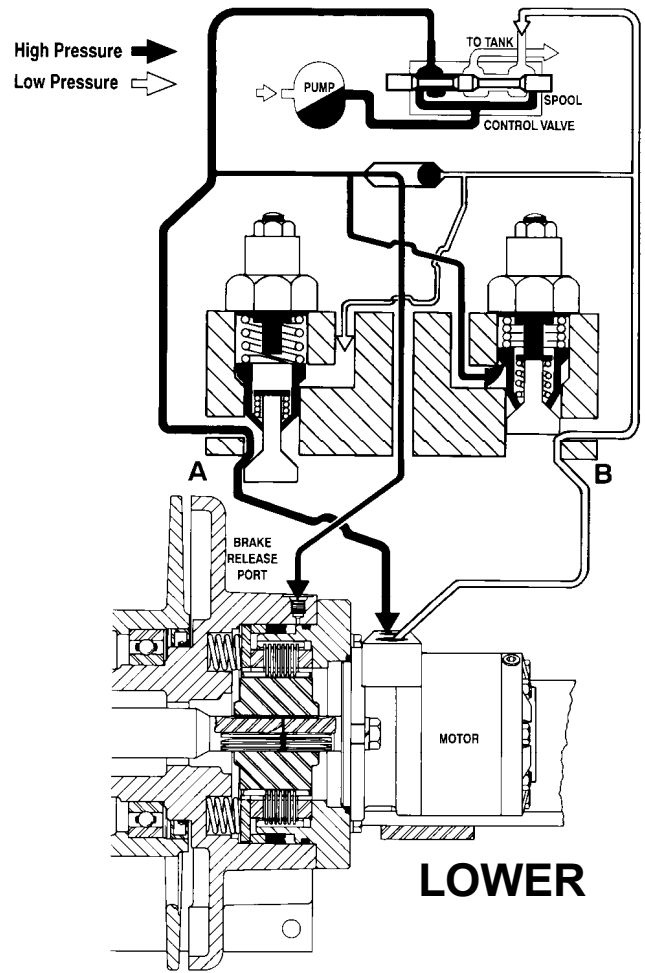 High Pressure
Low Pressure
TO TANK
PUMP
SPOOL
CONTROL VALVE
A
B
BRAKE
RELEASE
PORT
MOTOR
LOWER